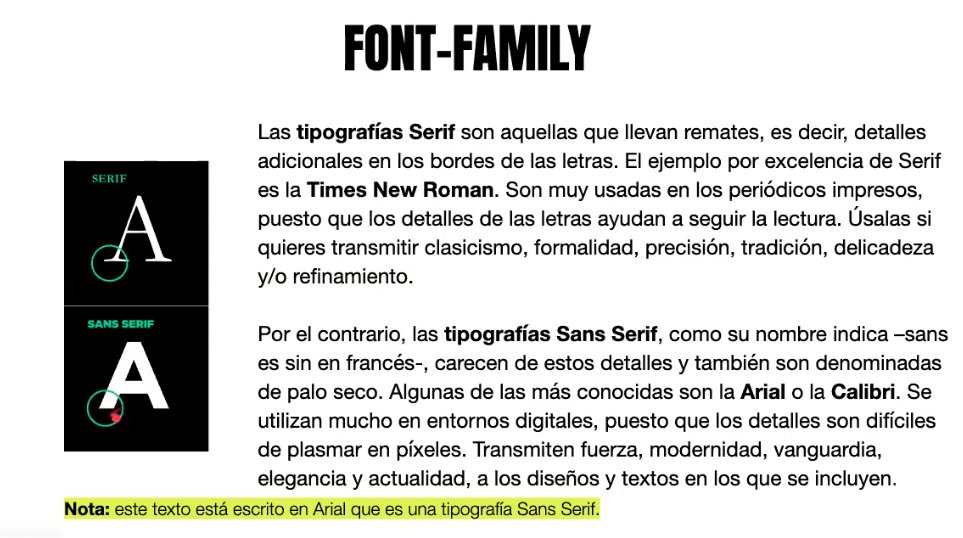 FONT-FAMILY
Las tipografías Serif son aquellas que llevan remates, es decir, detalles
adicionales en los bordes de las letras. El ejemplo por excelencia de Serif
es la Times New Roman. Son muy usadas en los periódicos impresos,
puesto que los detalles de las letras ayudan a seguir la lectura. Úsalas si
quieres transmitir clasicismo, formalidad, precisión, tradición, delicadeza
y/o refinamiento.
SERIF
A
SANS SERIF
A
Por el contrario, las tipografías Sans Serif, como su nombre indica –sans
es sin en francés-, carecen de estos detalles y también son denominadas
de palo seco. Algunas de las más conocidas son la Arial o la Calibri. Se
utilizan mucho en entornos digitales, puesto que los detalles son difíciles
de plasmar en píxeles. Transmiten fuerza, modernidad, vanguardia,
elegancia y actualidad, a los diseños y textos en los que se incluyen.
Nota: este texto está escrito en Arial que es una tipografía Sans Serif.